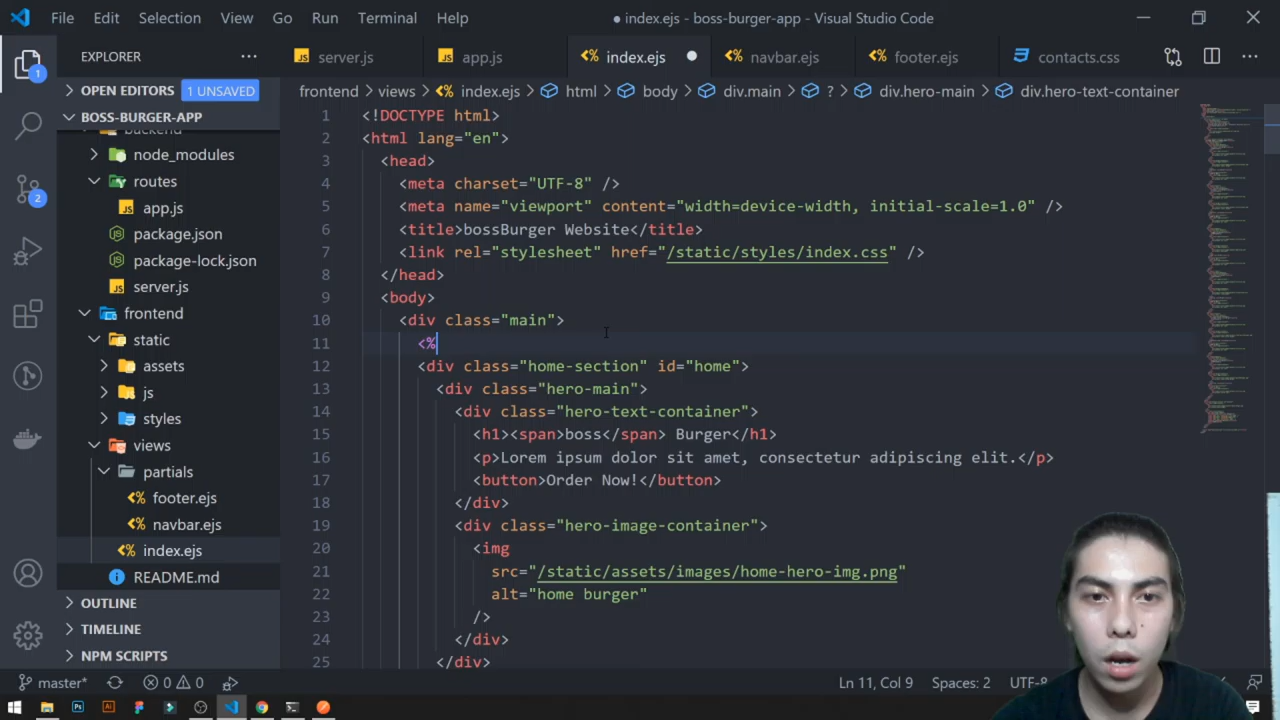 File Edit Selection View Go Run Terminal Help ● index.ejs - boss-burger-app - Visual Studio Code
EXPLORER ···
server.js app.js index.ejs navbar.ejs footer.ejs contacts.css
OPEN EDITORS 1 UNSAVED
frontend > views > index.ejs > html > body > div.main > ? > div.hero-main > div.hero-text-container
BOSS-BURGER-APP
backend
node_modules
routes
app.js
package.json
package-lock.json
server.js
frontend
static
assets
js
styles
views
partials
footer.ejs
navbar.ejs
index.ejs
README.md
OUTLINE
TIMELINE
NPM SCRIPTS
1
2
1 <!DOCTYPE html>
2 <html lang="en">
3 <head>
4 <meta charset="UTF-8" />
5 <meta name="viewport" content="width=device-width, initial-scale=1.0" />
6 <title>bossBurger Website</title>
7 <link rel="stylesheet" href="/static/styles/index.css" />
8 </head>
9 <body>
10 <div class="main">
11 <%
12 <div class="home-section" id="home">
13 <div class="hero-main">
14 <div class="hero-text-container">
15 <h1><span>boss</span> Burger</h1>
16 <p>Lorem ipsum dolor sit amet, consectetur adipiscing elit.</p>
17 <button>Order Now!</button>
18 </div>
19 <div class="hero-image-container">
20 <img
21 src="/static/assets/images/home-hero-img.png"
22 alt="home burger"
23 />
24 </div>
25 </div>
master* 0 0 Ln 11, Col 9 Spaces: 2 UTF-8